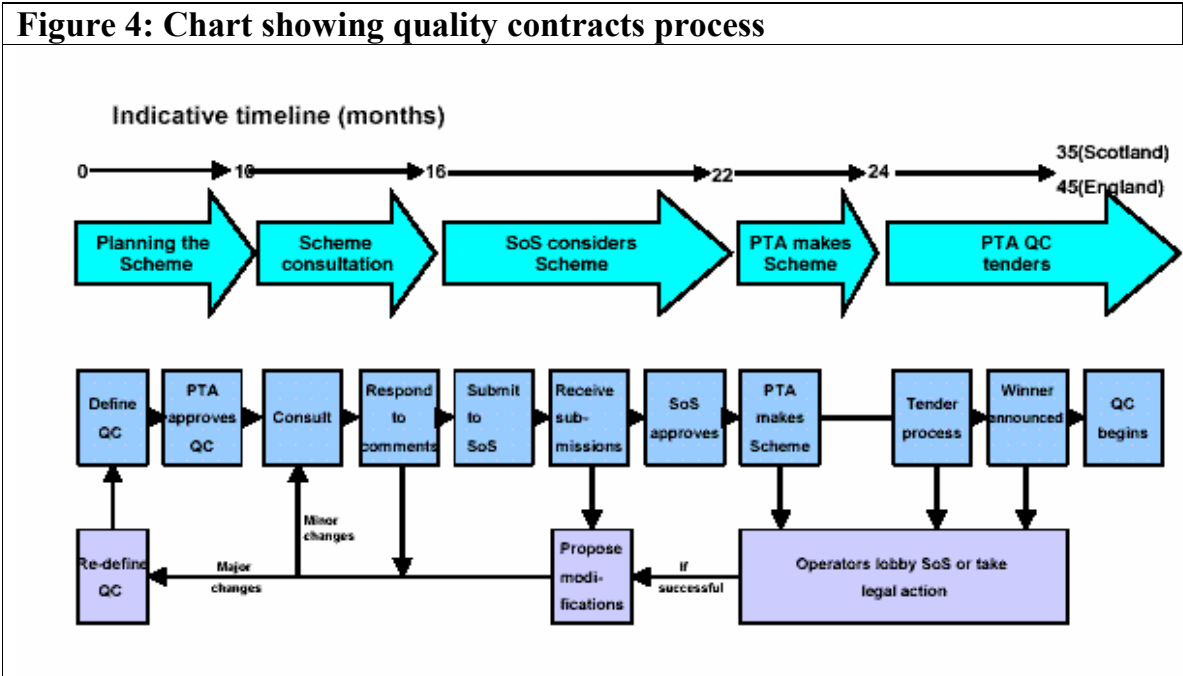 Figure 4: Chart showing quality contracts process
Indicative timeline (months)
0
10
16
22
24
35(Scotland)
45(England)
Planning the
Scheme
Scheme
consultation
SoS considers
Scheme
PTA makes
Scheme
PTA QC
tenders
Define
QC
PTA
approves
QC
Consult
Respond
to
comments
Submit
to
SoS
Receive
sub-
missions
SoS
approves
PTA
makes
Scheme
Tender
process
Winner
announced
QC
begins
Minor
changes
Re-define
QC
Major
changes
Propose
modi-
fications
If
successful
Operators lobby SoS or take
legal action